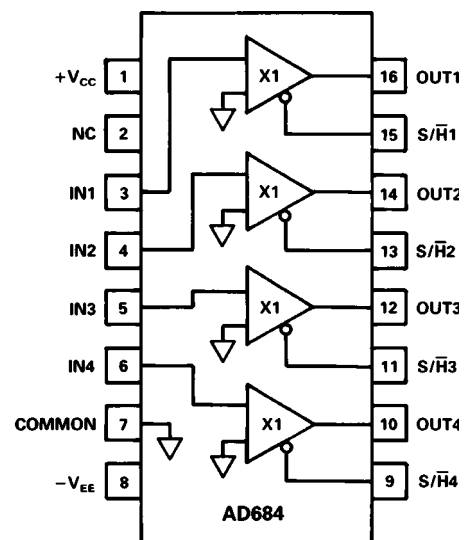 +VCC 1 X1 16 OUT1
NC 2 15 S/H̅1
IN1 3 X1 14 OUT2
IN2 4 13 S/H̅2
IN3 5 X1 12 OUT3
IN4 6 11 S/H̅3
COMMON 7 X1 10 OUT4
−VEE 8 9 S/H̅4
AD684